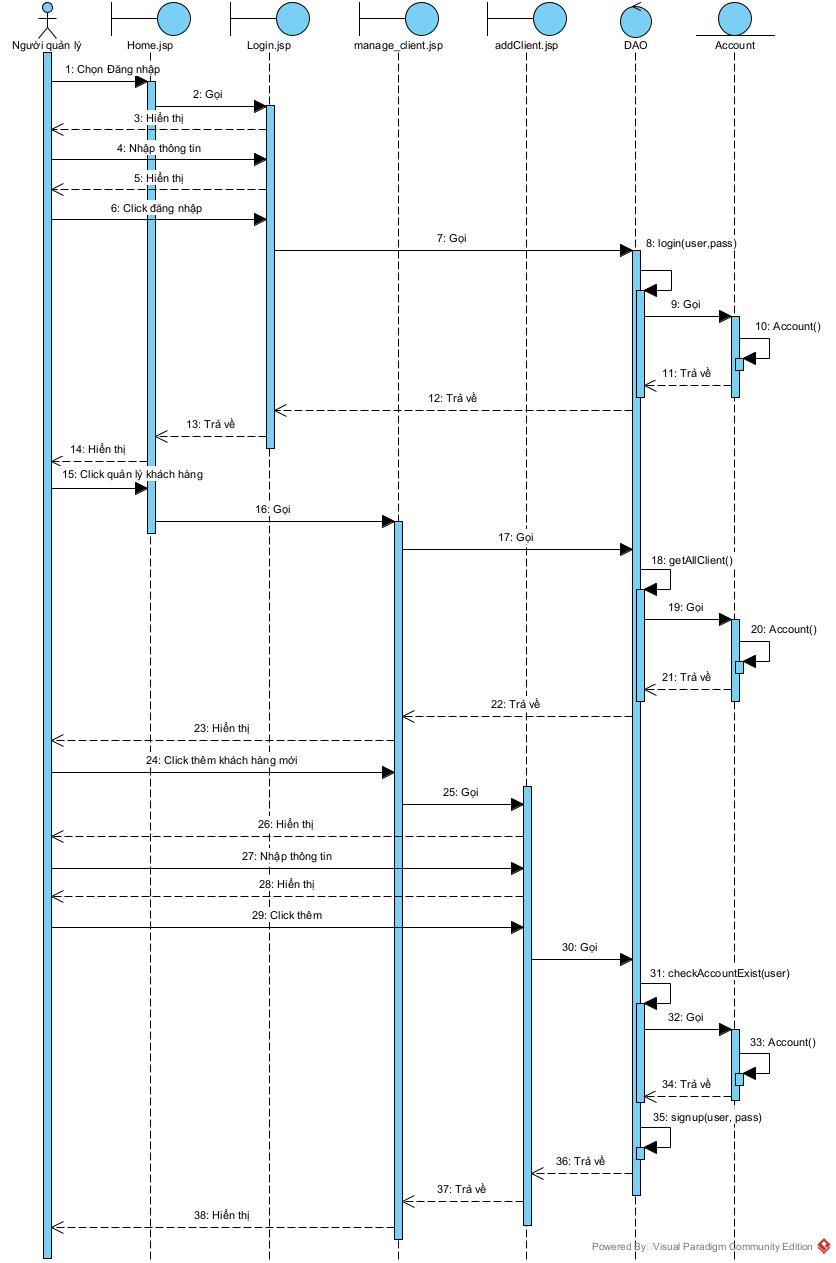 Người quản lý
Home.jsp
Login.jsp
manage_client.jsp
addClient.jsp
DAO
Account
1: Chọn Đăng nhập
2: Gọi
3: Hiển thị
4: Nhập thông tin
5: Hiển thị
6: Click đăng nhập
7: Gọi
8: login(user,pass)
9: Gọi
10: Account()
11: Trả về
12: Trả về
13: Trả về
14: Hiển thị
15: Click quản lý khách hàng
16: Gọi
17: Gọi
18: getAllClient()
19: Gọi
20: Account()
21: Trả về
22: Trả về
23: Hiển thị
24: Click thêm khách hàng mới
25: Gọi
26: Hiển thị
27: Nhập thông tin
28: Hiển thị
29: Click thêm
30: Gọi
31: checkAccountExist(user)
32: Gọi
33: Account()
34: Trả về
35: signup(user, pass)
36: Trả về
37: Trả về
38: Hiển thị
Powered By Visual Paradigm Community Edition